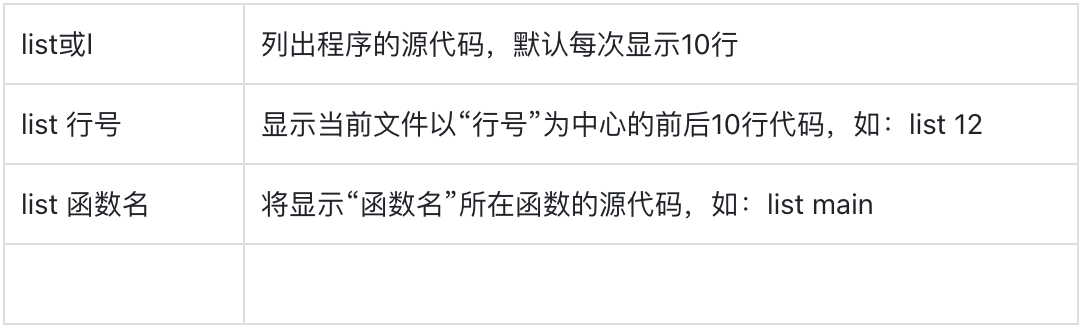 list或l
列出程序的源代码，默认每次显示10行
list 行号
显示当前文件以“行号”为中心的前后10行代码，如：list 12
list 函数名
将显示“函数名”所在函数的源代码，如：list main